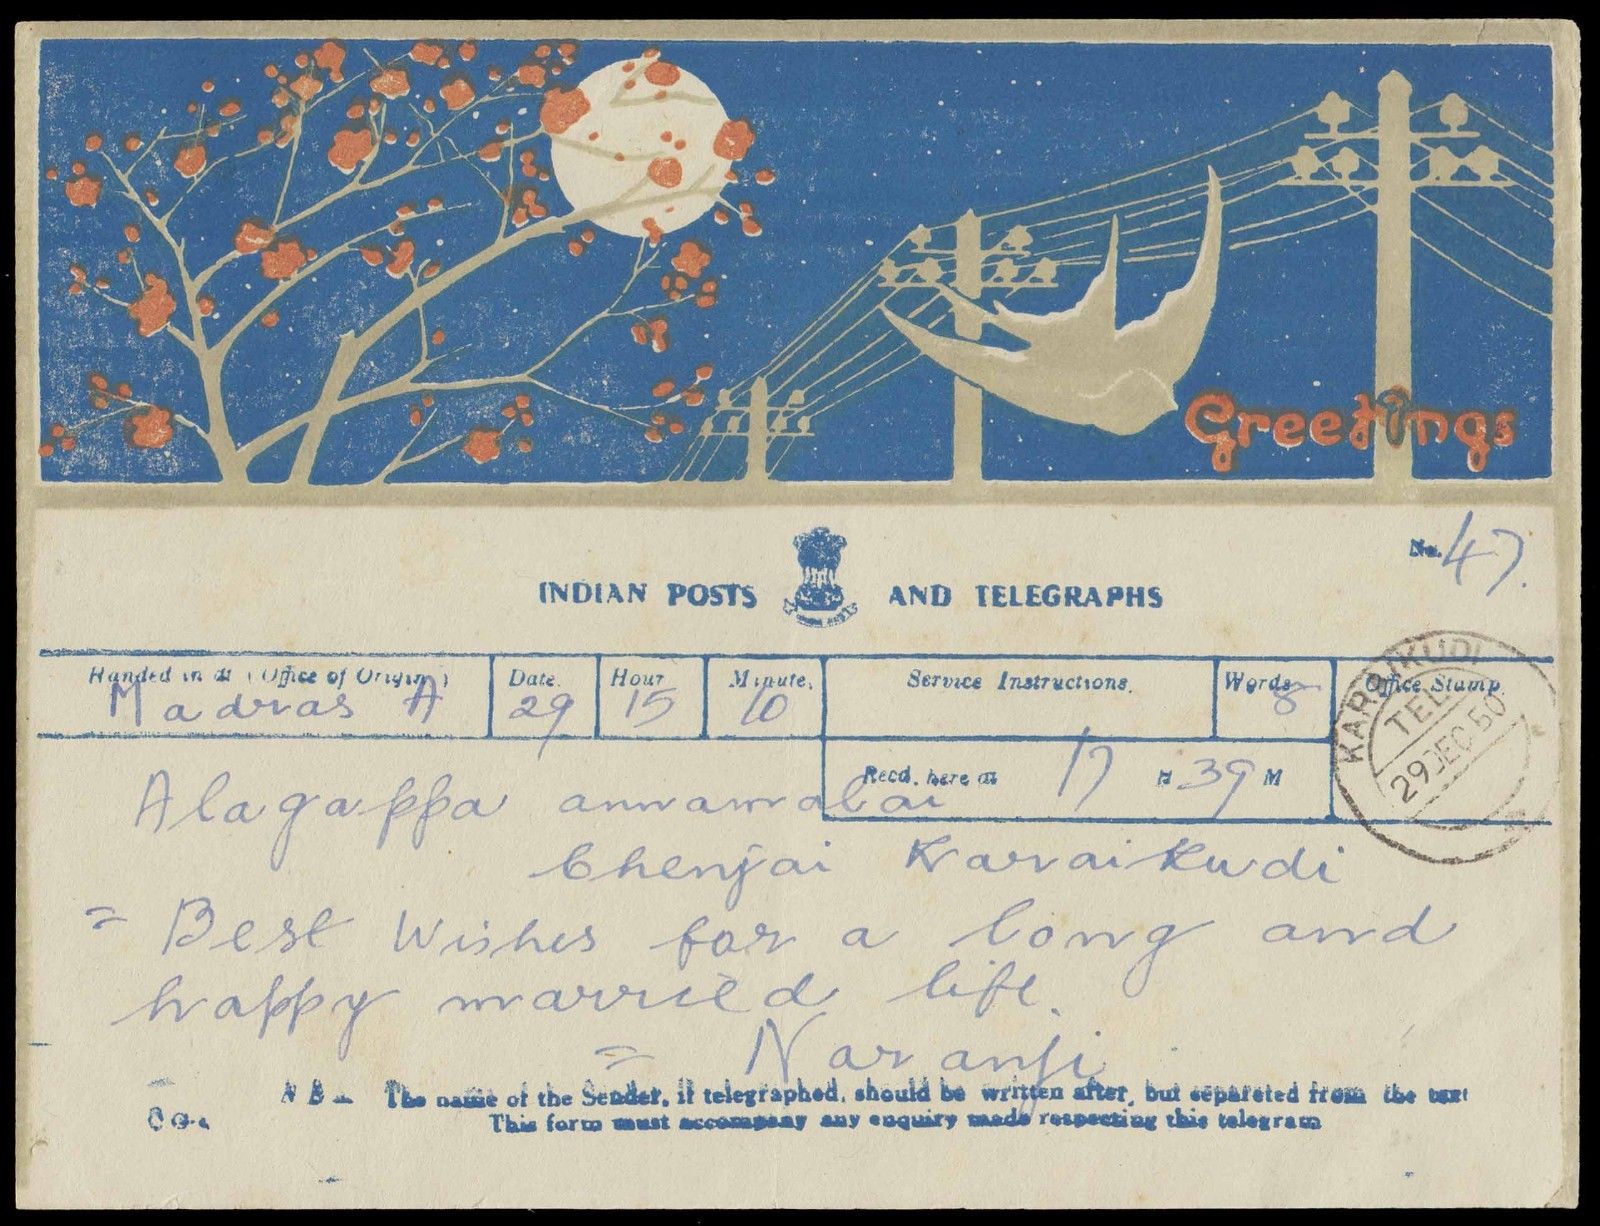 Greetings
No. 47.
INDIAN POSTS AND TELEGRAPHS
Handed in at (Office of Origin) Date. Hour Minute. Service Instructions. Words Office Stamp.
Madras A 29 15 10 8
KARAIKUDI
TEL
29 DEC 50
Recd. here at 17 H 39 M
Alagappa annamalai
Chenjai Karaikudi
= Best Wishes for a long and
happy married life.
= Naranji
N B — The name of the Sender, if telegraphed, should be written after, but separeted from the text
This form must accompany any enquiry made respecting this telegram